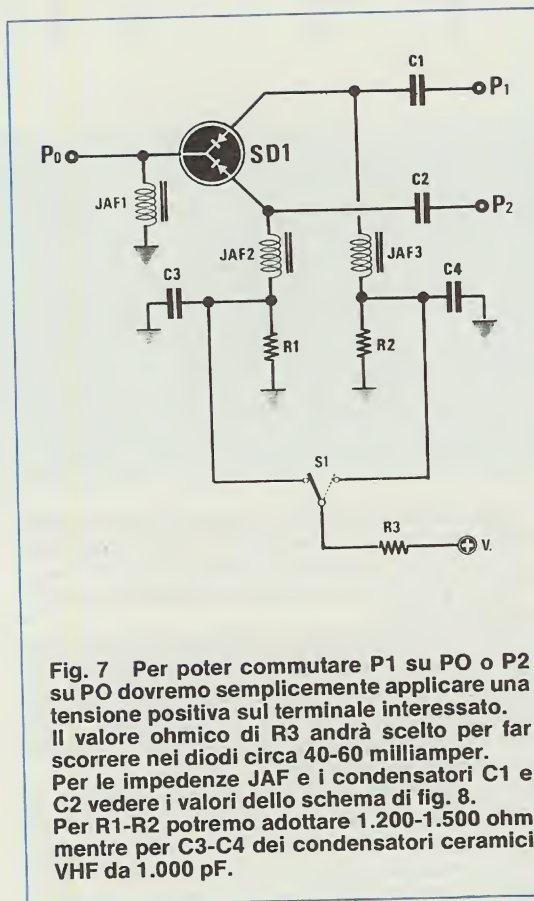 C1
P1
P0
SD1
C2
P2
JAF1
JAF2
JAF3
C3
C4
R1
R2
S1
R3
V.
Fig. 7 Per poter commutare P1 su PO o P2
su PO dovremo semplicemente applicare una
tensione positiva sul terminale interessato.
Il valore ohmico di R3 andrà scelto per far
scorrere nei diodi circa 40-60 milliamper.
Per le impedenze JAF e i condensatori C1 e
C2 vedere i valori dello schema di fig. 8.
Per R1-R2 potremo adottare 1.200-1.500 ohm
mentre per C3-C4 dei condensatori ceramici
VHF da 1.000 pF.